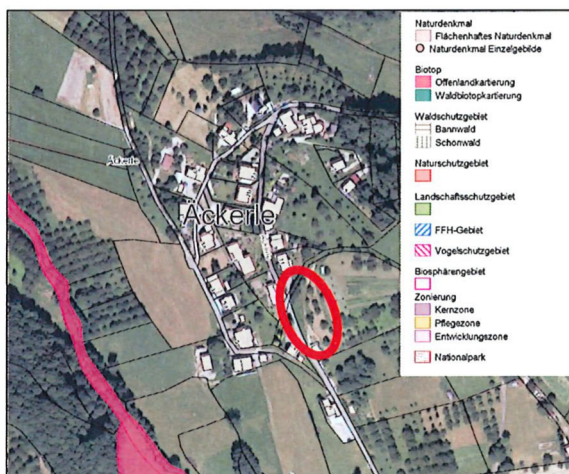 Naturdenkmal
Flächenhaftes Naturdenkmal
Naturdenkmal Einzelgebilde
Biotop
Offenlandkartierung
Waldbiotopkartierung
Waldschutzgebiet
Bannwald
Schonwald
Naturschutzgebiet
Landschaftsschutzgebiet
FFH-Gebiet
Vogelschutzgebiet
Biosphärengebiet
Zonierung
Kernzone
Pflegezone
Entwicklungszone
Nationalpark
Äckerle
Äckerle